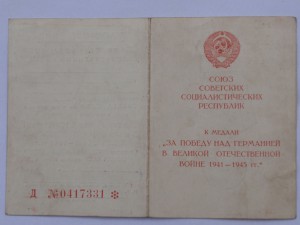 СОЮЗ
СОВЕТСКИХ
СОЦИАЛИСТИЧЕСКИХ
РЕСПУБЛИК
К МЕДАЛИ
„ЗА ПОБЕДУ НАД ГЕРМАНИЕЙ
В ВЕЛИКОЙ ОТЕЧЕСТВЕННОЙ
ВОЙНЕ 1941—1945 гг."
Д №0417331 *